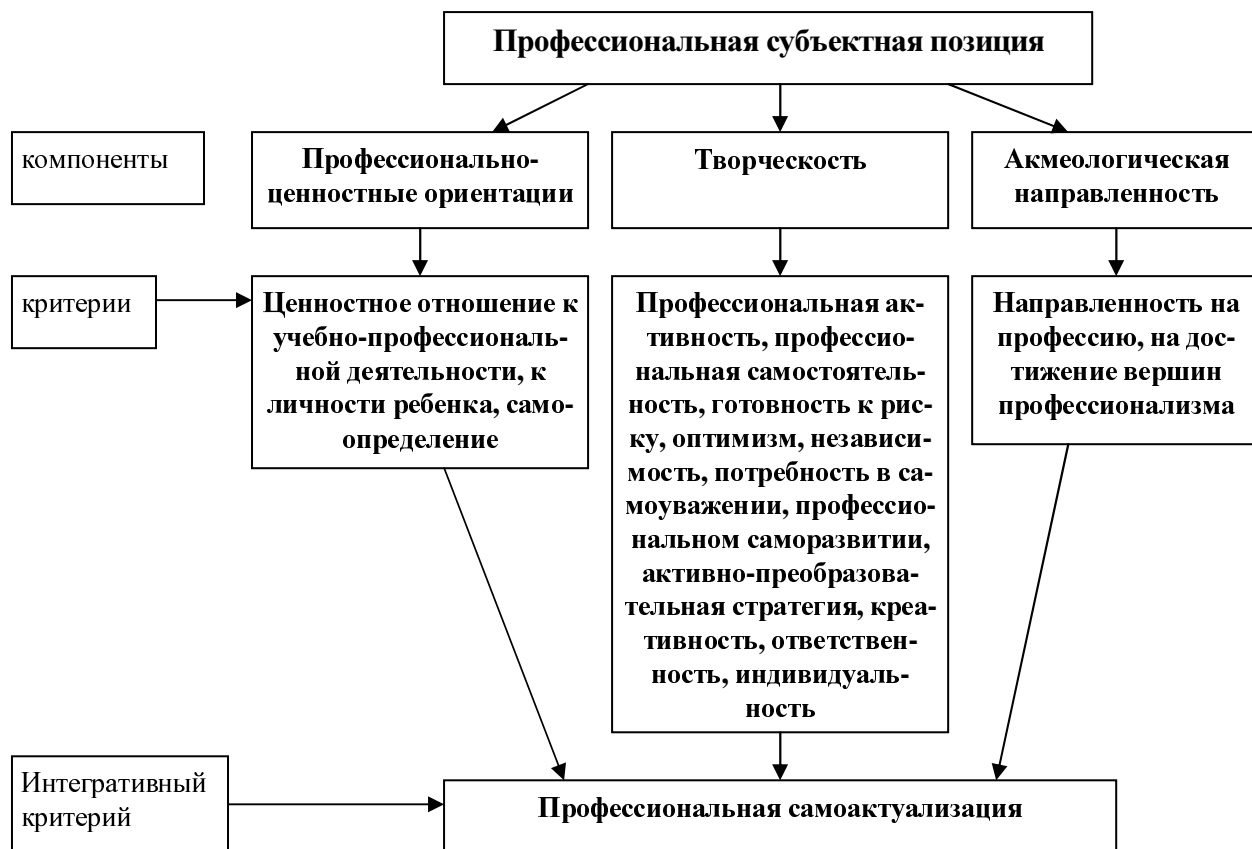 Профессиональная субъектная позиция
компоненты
Профессионально-
ценностные ориентации
Творческость
Акмеологическая
направленность
критерии
Ценностное отношение к
учебно-профессиональ-
ной деятельности, к
личности ребенка, само-
определение
Профессиональная ак-
тивность, профессио-
нальная самостоятель-
ность, готовность к рис-
ку, оптимизм, независи-
мость, потребность в са-
моуважении, профессио-
нальном саморазвитии,
активно-преобразова-
тельная стратегия, креа-
тивность, ответствен-
ность, индивидуаль-
ность
Направленность на
профессию, на дос-
тижение вершин
профессионализма
Интегративный
критерий
Профессиональная самоактуализация